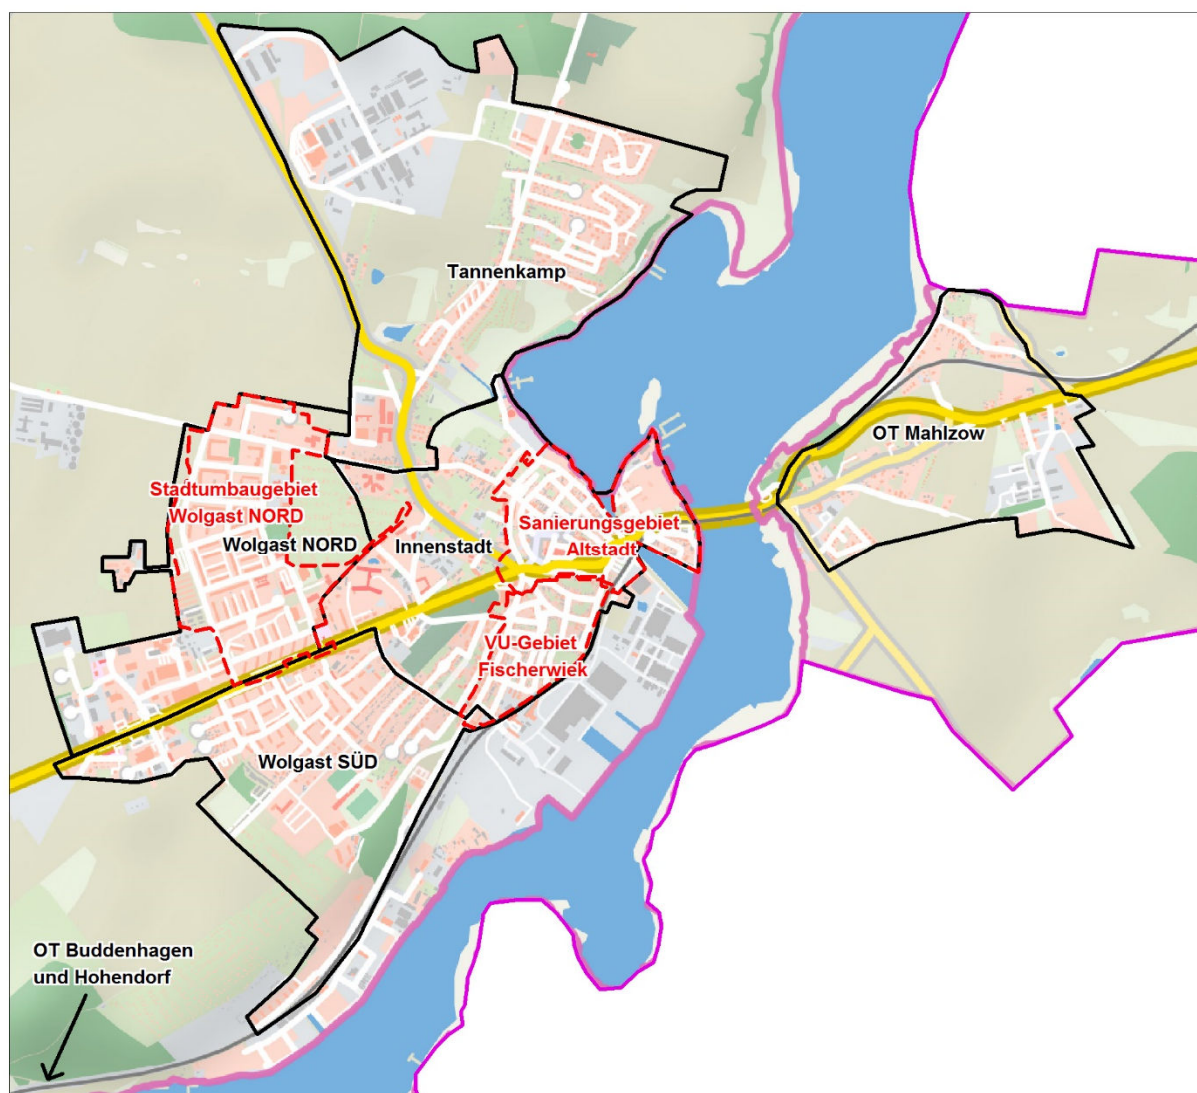 Tannenkamp
OT Mahlzow
Stadtumbaugebiet
Wolgast NORD
Wolgast NORD
Innenstadt
Sanierungsgebiet
Altstadt
VU-Gebiet
Fischerwiek
Wolgast SÜD
OT Buddenhagen
und Hohendorf